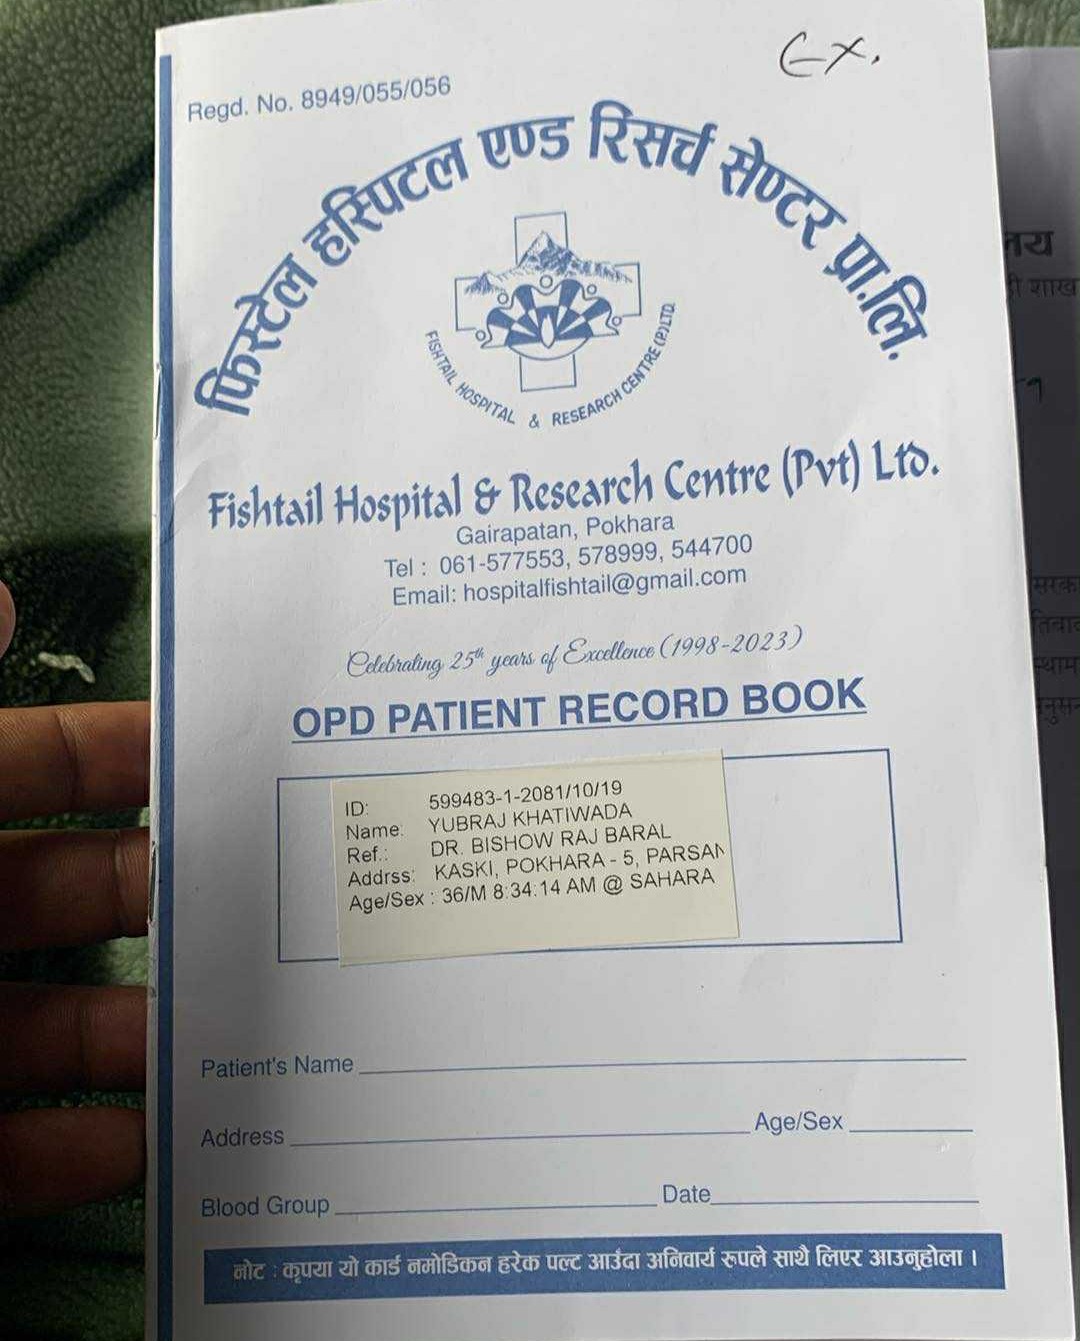 Ex.
Regd. No. 8949/055/056
फिस्टेल हस्पिटल एण्ड रिसर्च सेण्टर प्रा.लि.
FISHTAIL HOSPITAL & RESEARCH CENTRE (P.) LTD.
Fishtail Hospital & Research Centre (Pvt) Ltd.
Gairapatan, Pokhara
Tel : 061-577553, 578999, 544700
Email: hospitalfishtail@gmail.com
Celebrating 25th years of Excellence (1998-2023)
OPD PATIENT RECORD BOOK
ID: 599483-1-2081/10/19
Name: YUBRAJ KHATIWADA
Ref.: DR. BISHOW RAJ BARAL
Addrss: KASKI, POKHARA - 5, PARSAN
Age/Sex : 36/M 8:34:14 AM @ SAHARA
Patient's Name
Address Age/Sex
Blood Group Date
नोट : कृपया यो कार्ड नमोडिकन हरेक पल्ट आउँदा अनिवार्य रुपले साथै लिएर आउनुहोला ।